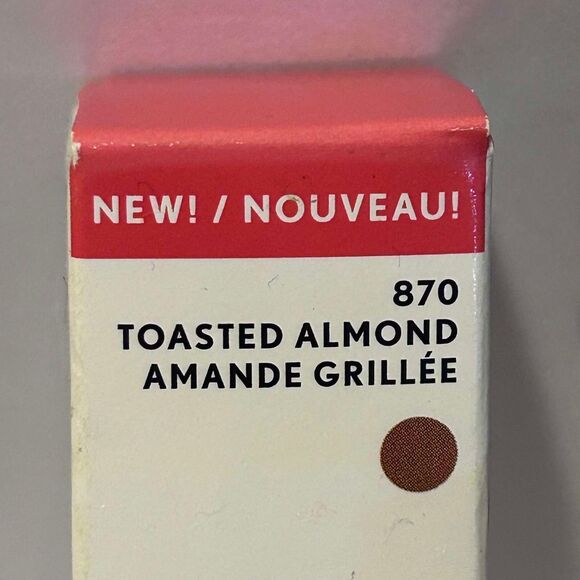 NEW! / NOUVEAU!
870
TOASTED ALMOND
AMANDE GRILLÉE